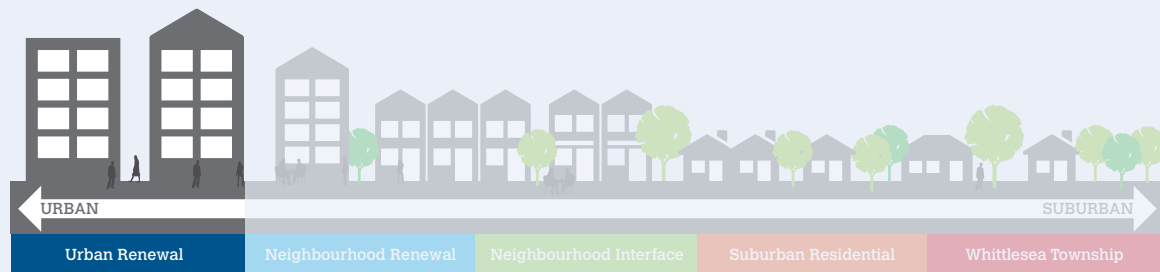 URBAN
SUBURBAN
Urban Renewal
Neighbourhood Renewal
Neighbourhood Interface
Suburban Residential
Whittlesea Township